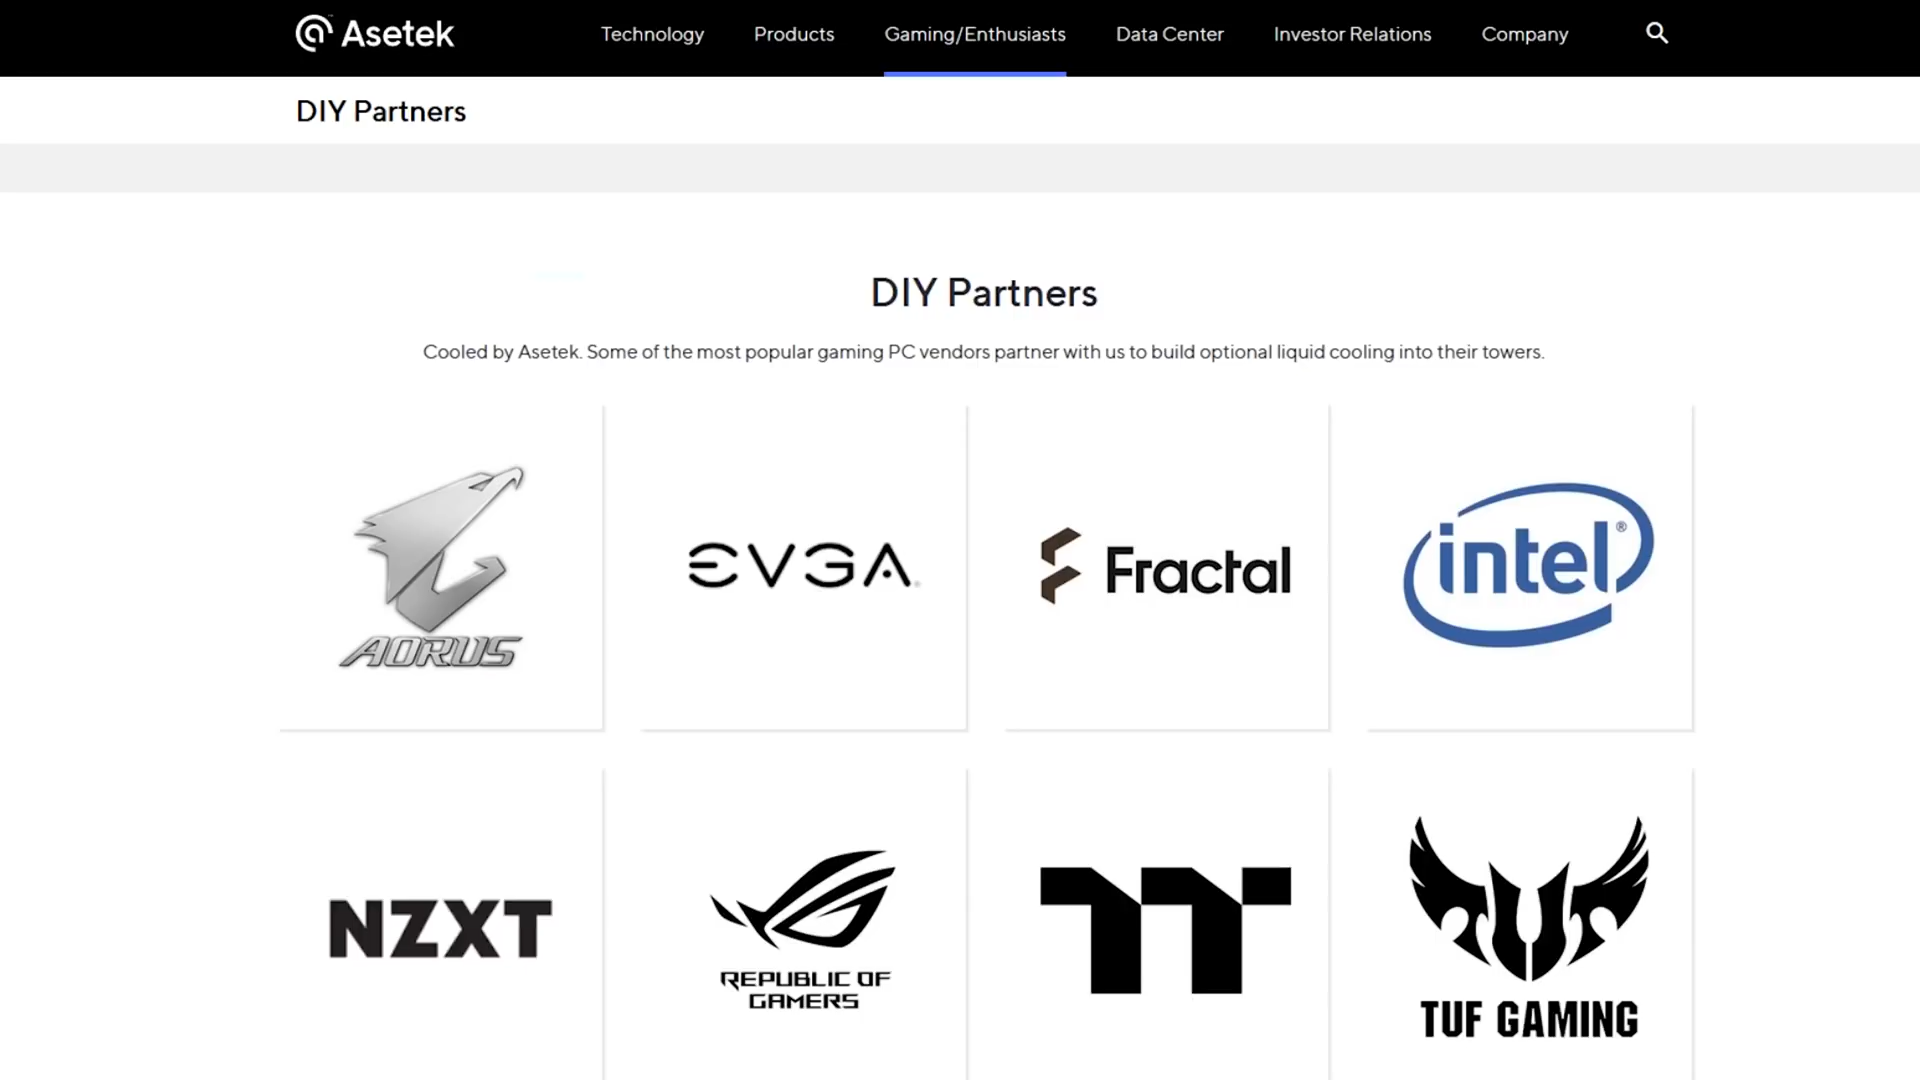 Asetek
Technology
Products
Gaming/Enthusiasts
Data Center
Investor Relations
Company
DIY Partners
DIY Partners
Cooled by Asetek. Some of the most popular gaming PC vendors partner with us to build optional liquid cooling into their towers.
AORUS
EVGA
Fractal
intel®
NZXT
REPUBLIC OF
GAMERS
TUF GAMING